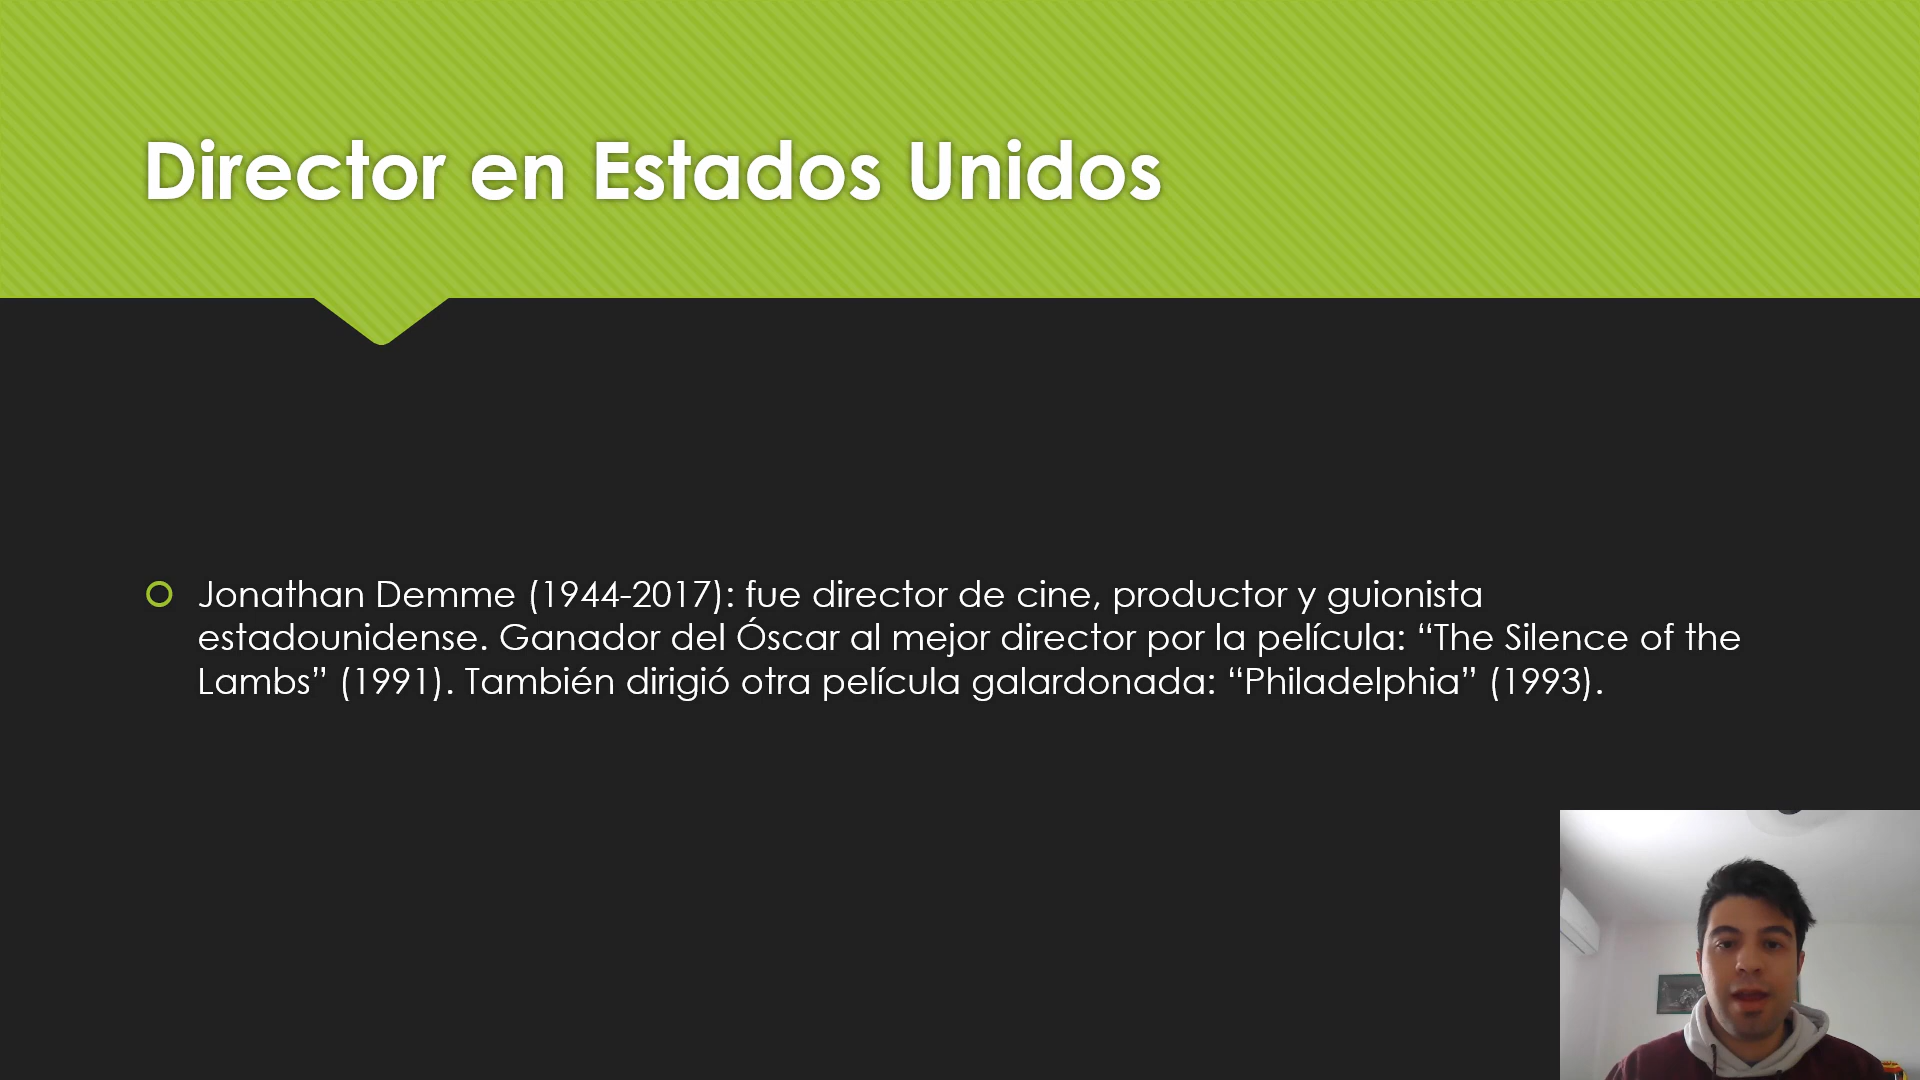 Director en Estados Unidos
Jonathan Demme (1944-2017): fue director de cine, productor y guionista
estadounidense. Ganador del Óscar al mejor director por la película: “The Silence of the
Lambs” (1991). También dirigió otra película galardonada: “Philadelphia” (1993).